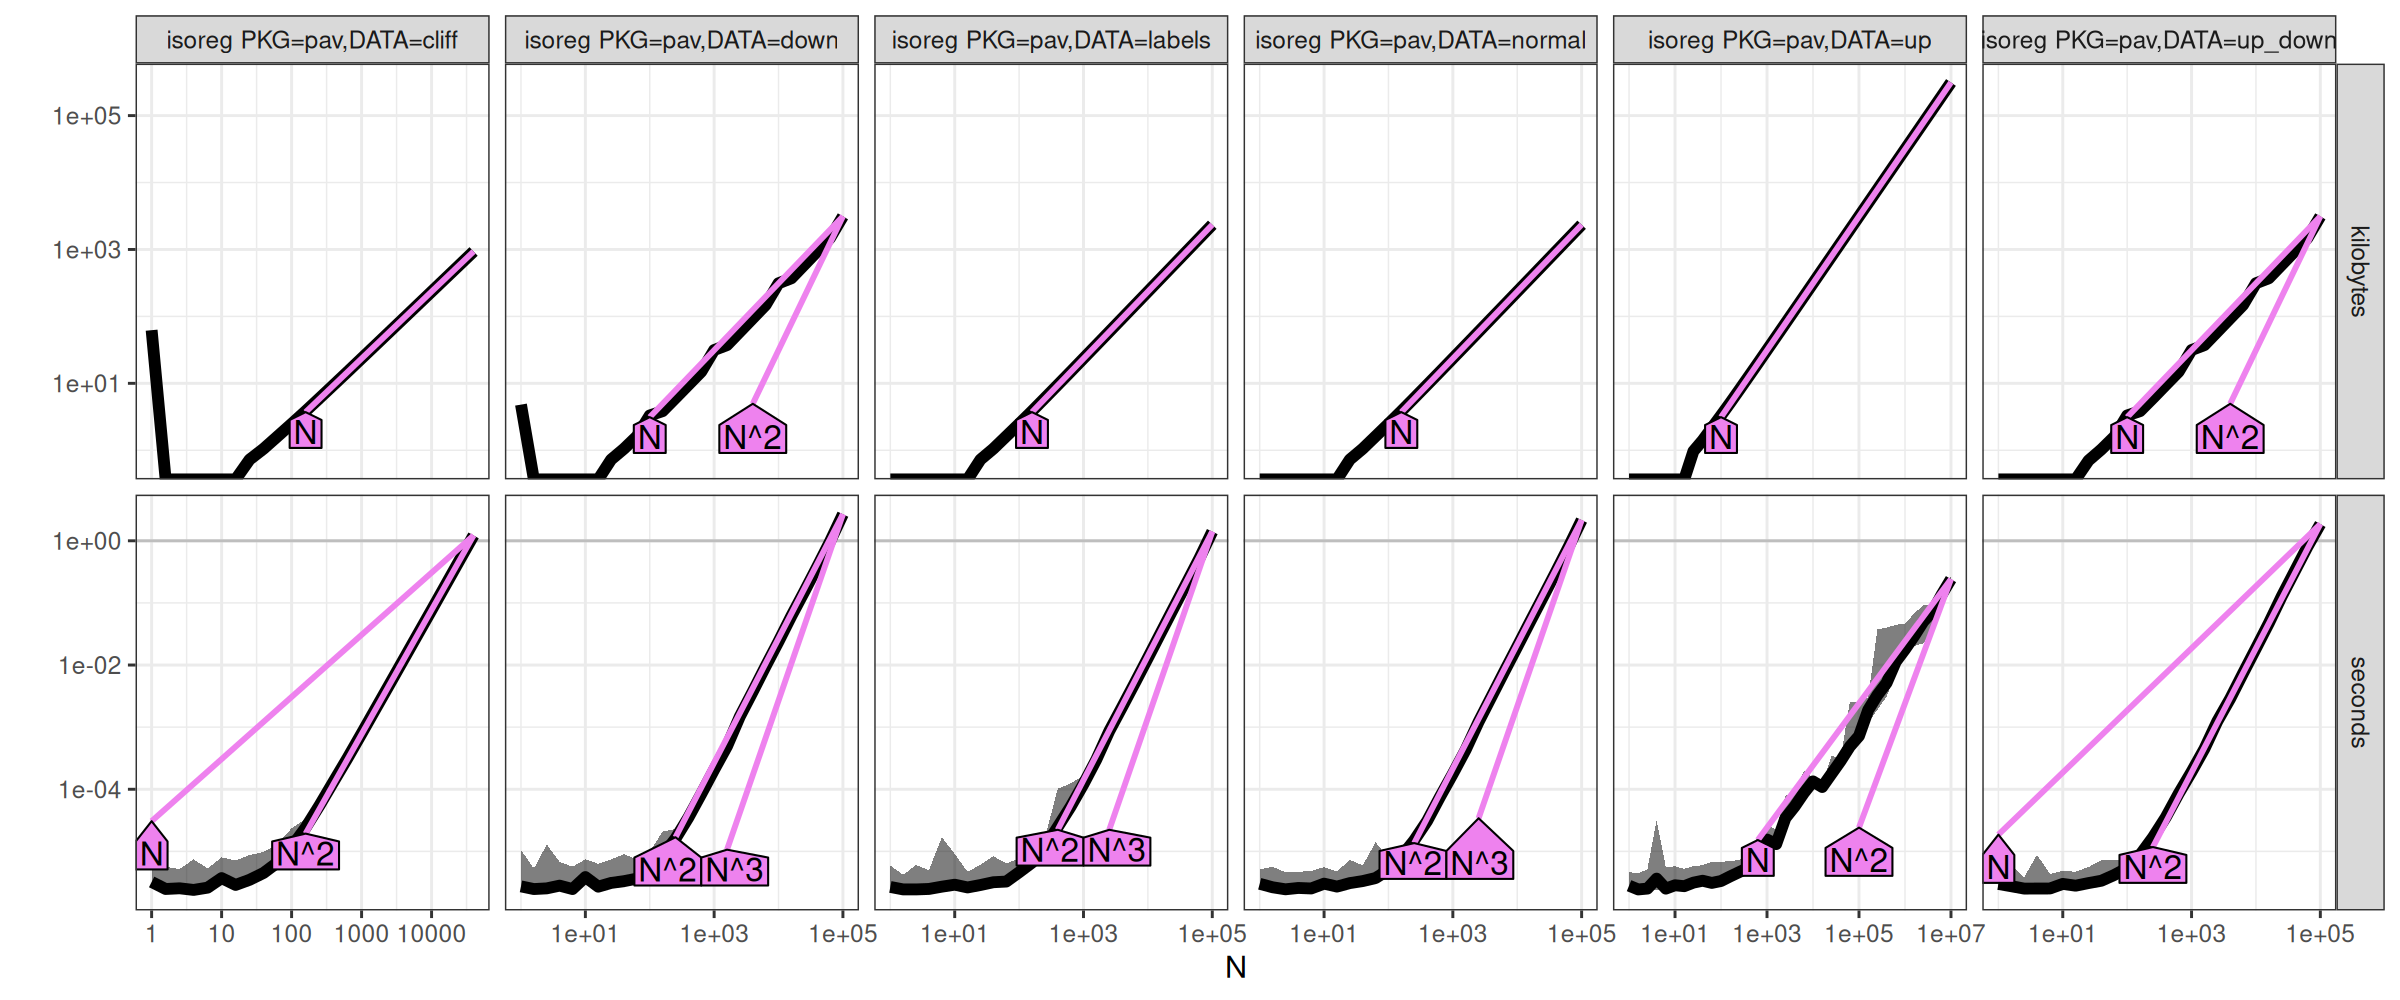 isoreg PKG=pav,DATA=cliff
isoreg PKG=pav,DATA=down
isoreg PKG=pav,DATA=labels
isoreg PKG=pav,DATA=normal
isoreg PKG=pav,DATA=up
isoreg PKG=pav,DATA=up_down
1e+05
1e+03
1e+01
N
N
N^2
N
N
N
N
N^2
kilobytes
1e+00
1e-02
1e-04
N
N^2
N^2
N^3
N^2
N^3
N^2
N^3
N
N^2
N
N^2
seconds
1 10 100 1000 10000
1e+01 1e+03 1e+05
1e+01 1e+03 1e+05
1e+01 1e+03 1e+05
1e+01 1e+03 1e+05 1e+07
1e+01 1e+03 1e+05
N